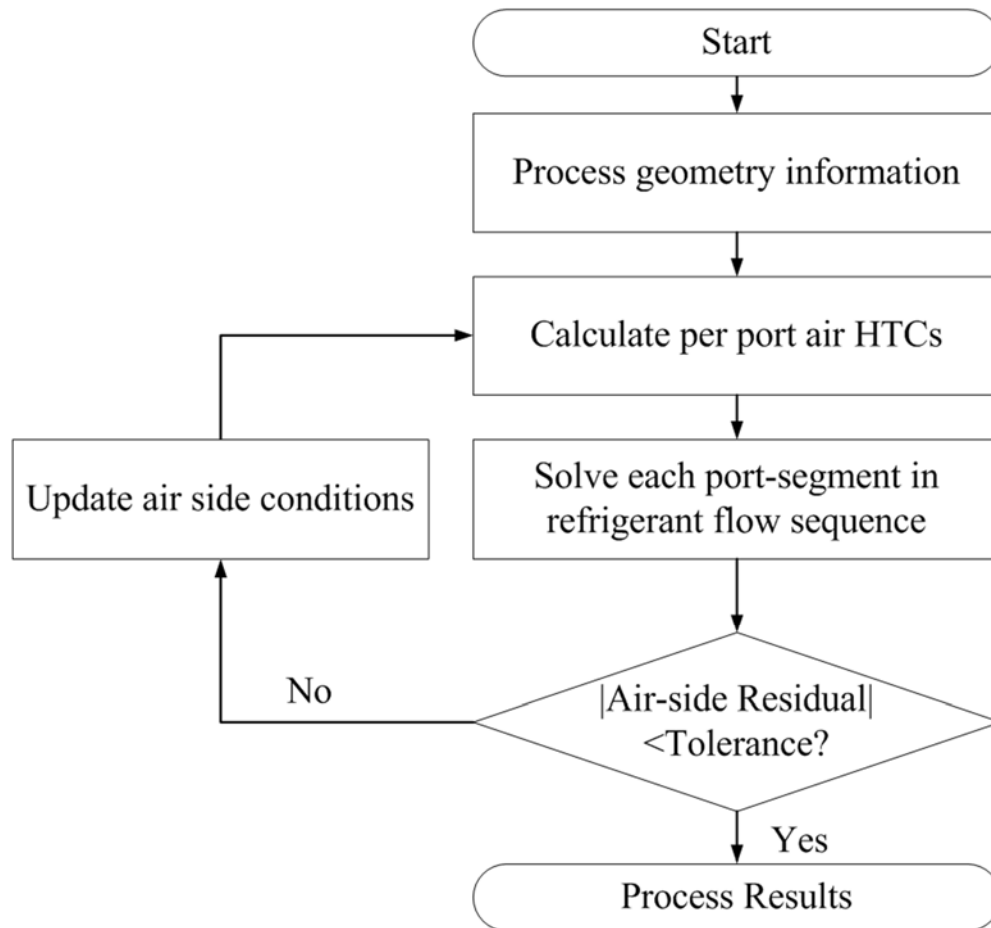 Start
Process geometry information
Calculate per port air HTCs
Solve each port-segment in
refrigerant flow sequence
Update air side conditions
|Air-side Residual|
<Tolerance?
No
Yes
Process Results